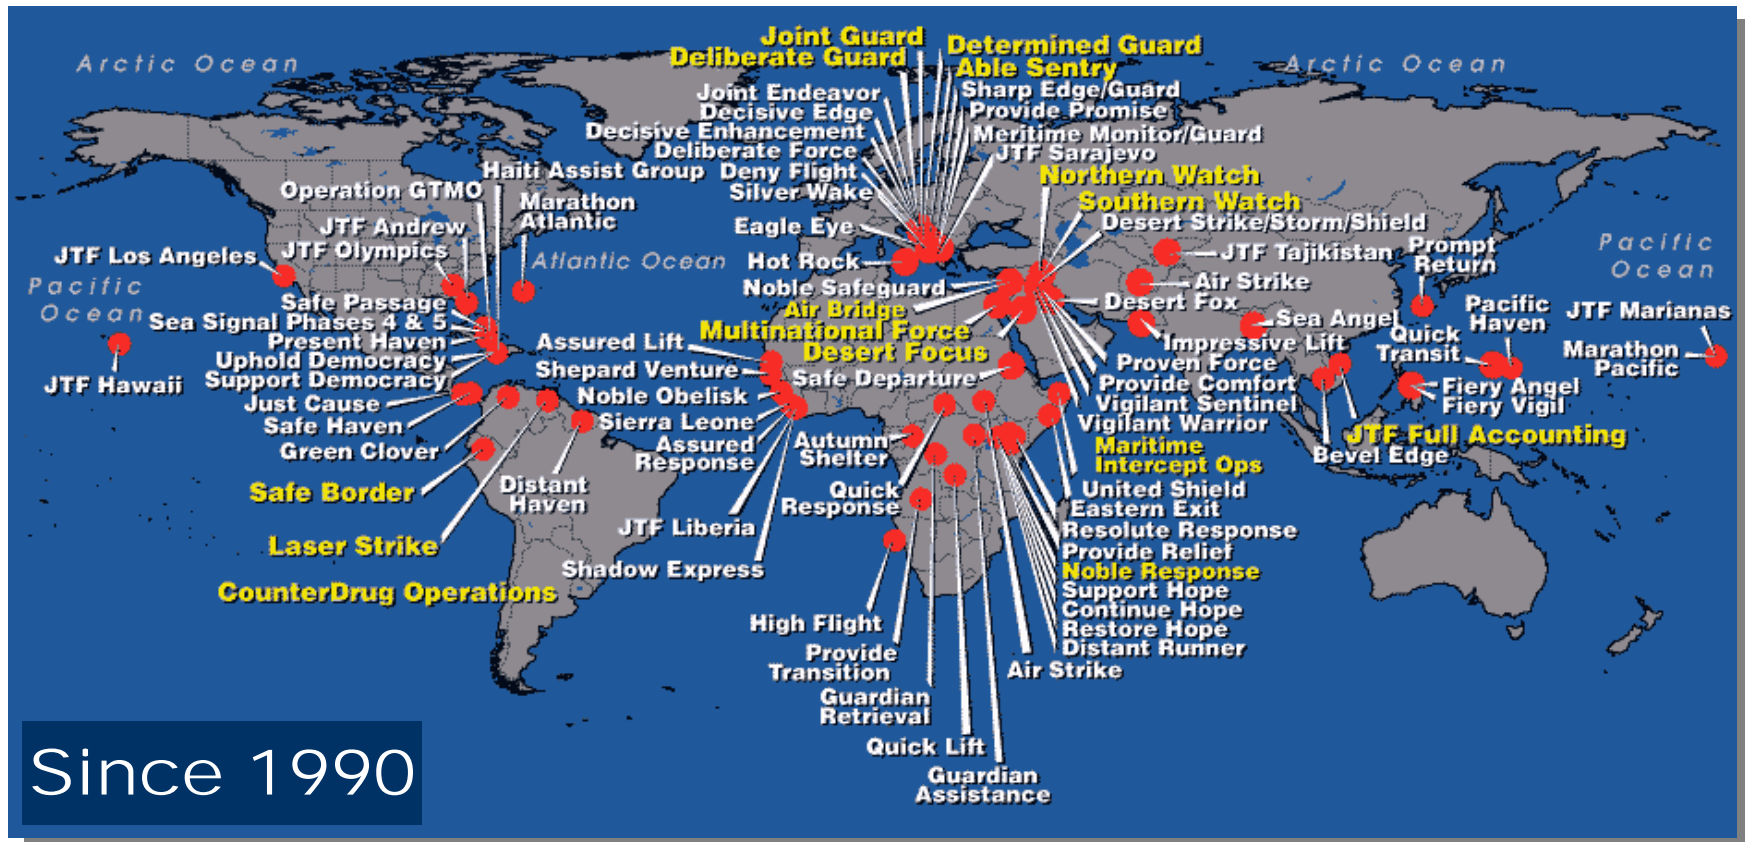 Joint Guard
Deliberate Guard
Determined Guard
Able Sentry
Arctic Ocean
Arctic Ocean
Joint Endeavor
Decisive Edge
Decisive Enhancement
Deliberate Force
Deny Flight
Silver Wake
Sharp Edge/Guard
Provide Promise
Meritime Monitor/Guard
JTF Sarajevo
Northern Watch
Southern Watch
Desert Strike/Storm/Shield
Haiti Assist Group
Operation GTMO
Marathon
Atlantic
JTF Andrew
JTF Olympics
JTF Los Angeles
Pacific
Ocean
Atlantic Ocean
Eagle Eye
Hot Rock
Noble Safeguard
Air Bridge
Multinational Force
Desert Focus
JTF Tajikistan
Air Strike
Desert Fox
Prompt
Return
Pacific
Ocean
Safe Passage
Sea Signal Phases 4 & 5
Present Haven
Uphold Democracy
Support Democracy
Just Cause
Safe Haven
Green Clover
Safe Border
JTF Hawaii
Laser Strike
CounterDrug Operations
Distant
Haven
Assured Lift
Shepard Venture
Noble Obelisk
Sierra Leone
Assured
Response
JTF Liberia
Shadow Express
Safe Departure
Autumn
Shelter
Quick
Response
Sea Angel
Impressive Lift
Proven Force
Provide Comfort
Vigilant Sentinel
Vigilant Warrior
Maritime
Intercept Ops
United Shield
Eastern Exit
Resolute Response
Provide Relief
Noble Response
Support Hope
Continue Hope
Restore Hope
Distant Runner
Air Strike
Pacific
Haven
JTF Marianas
Quick
Transit
Marathon
Pacific
Fiery Angel
Fiery Vigil
JTF Full Accounting
Bevel Edge
High Flight
Provide
Transition
Guardian
Retrieval
Quick Lift
Guardian
Assistance
Since 1990